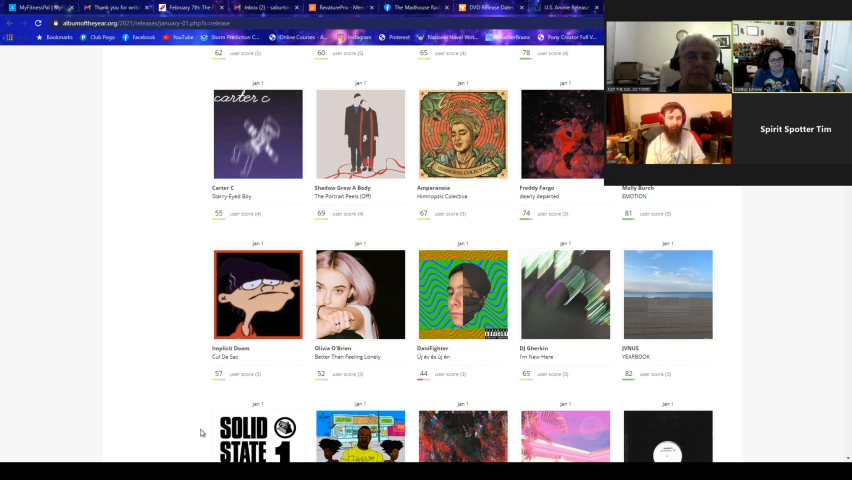 MyFitnessPal | MyFi
Thank you for writi
February 7th: The F
Inbox (2) - saburto
RevaturePro - Mer
The Madhouse Rad
DVD Release Dates
U.S. Anime Release
albumoftheyear.org/2021/releases/january-01.php?s=release
Bookmarks
Club Pogo
Facebook
YouTube
Storm Prediction C...
Online Courses - A...
Instagram
Pinterest
National Novel Writ...
Pony Creator Full V...
62 user score (5)
60 user score (5)
65 user score (4)
78 user score (4)
Jan 1
Jan 1
Jan 1
Jan 1
carter c
HIMNOPSIS COLECTIVA
Carter C
Starry-Eyed Boy
Shadow Grew A Body
The Portrait Peels (Off)
Amparanoia
Himnopsis Colectiva
Freddy Fargo
dearly departed
Molly Burch
EMOTION
55 user score (4)
69 user score (4)
67 user score (3)
74 user score (3)
81 user score (3)
Spirit Spotter Tim
Jan 1
Jan 1
Jan 1
Jan 1
Jan 1
Implicit Doom
Cul De Sac
Olivia O'Brien
Better Than Feeling Lonely
DaniFighter
Új év és új én
DJ Gherkin
I'm New Here
JVNUS
YEARBOOK
57 user score (3)
52 user score (3)
44 user score (3)
65 user score (3)
82 user score (3)
Jan 1
Jan 1
Jan 1
Jan 1
Jan 1
SOLID
STATE 1